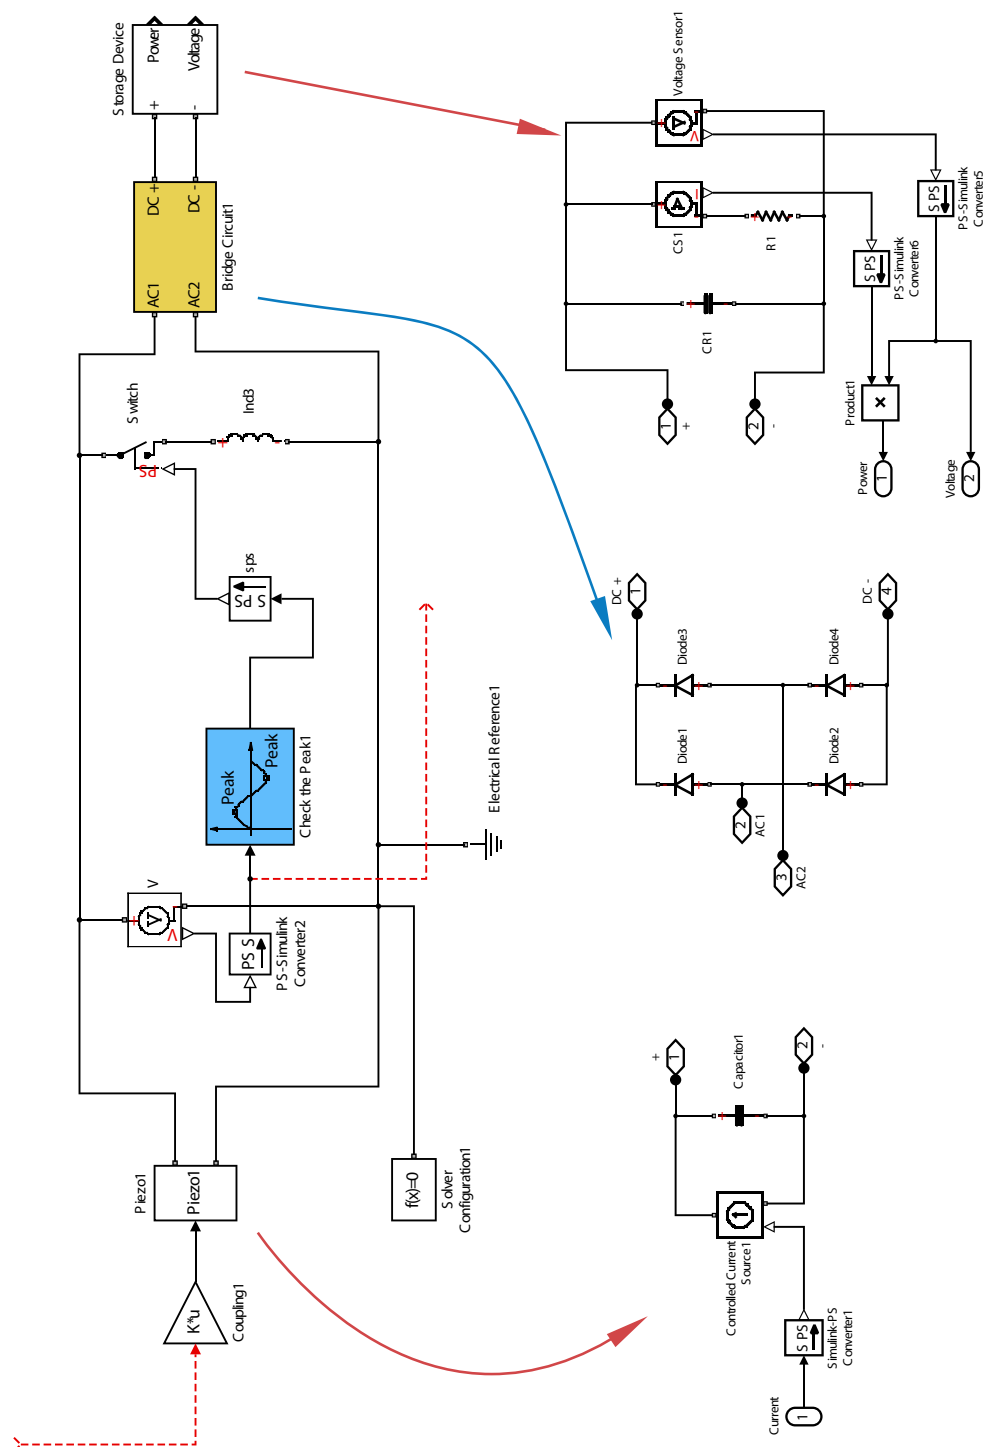 Storage Device
Power
Voltage
+
-
DC +
DC -
AC1
AC2
Bridge Circuit1
Switch
PS
+
-
Ind3
sps
S PS
Peak
Peak
Check the Peak1
Electrical Reference1
V
+
-
V
V
PS S
PS-Simulink
Converter2
Piezo1
Piezo1
f(x)=0
Solver
Configuration1
K*u
Coupling1
Voltage Sensor1
+
-
V
V
CS1
+
-
A
I
R1
+
-
CR1
+
-
S PS
PS-Simulink
Converter5
S PS
PS-Simulink
Converter6
1
+
2
-
Product1
×
Power
1
Voltage
2
DC +
1
DC -
4
Diode3
Diode4
Diode1
Diode2
2
AC1
3
AC2
+
1
2
-
Capacitor1
+
-
Controlled Current
Source1
S PS
Simulink-PS
Converter1
Current
1